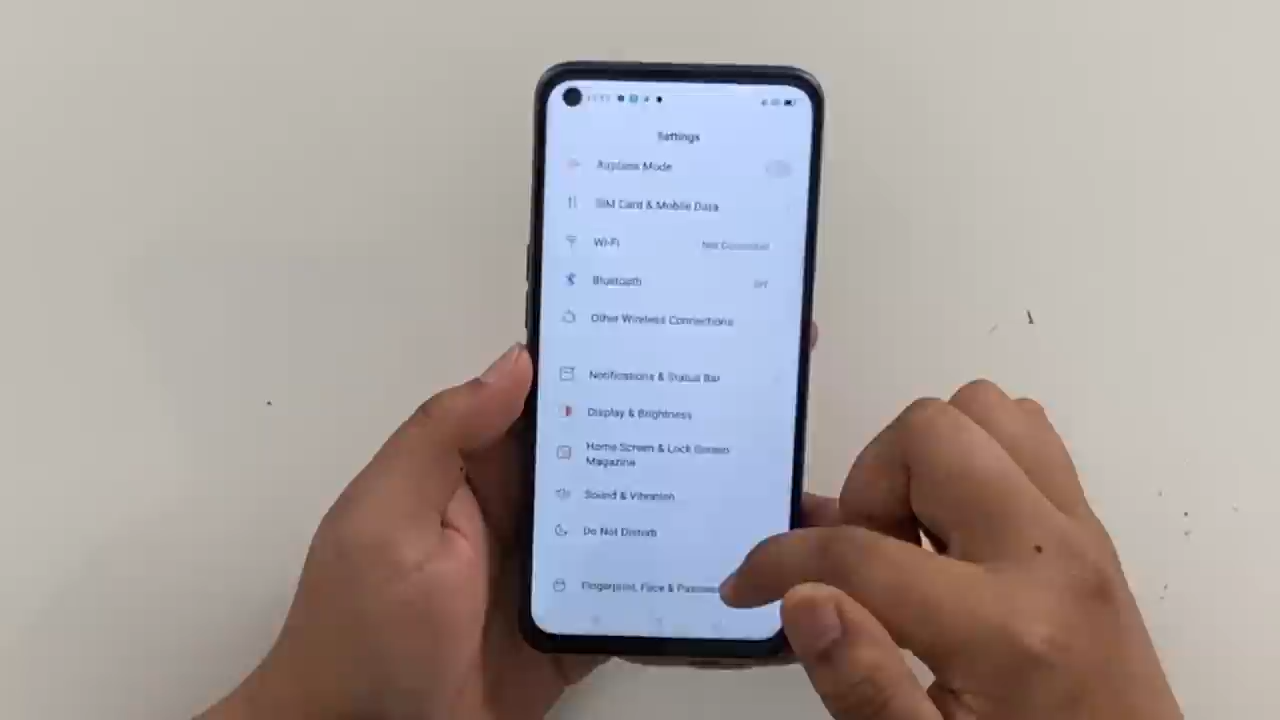 Settings
Airplane Mode
SIM Card & Mobile Data
Wi-Fi
Not Connected
Bluetooth
Off
Other Wireless Connections
Notifications & Status Bar
Display & Brightness
Home Screen & Lock Screen
Magazine
Sound & Vibration
Do Not Disturb
Fingerprint, Face &